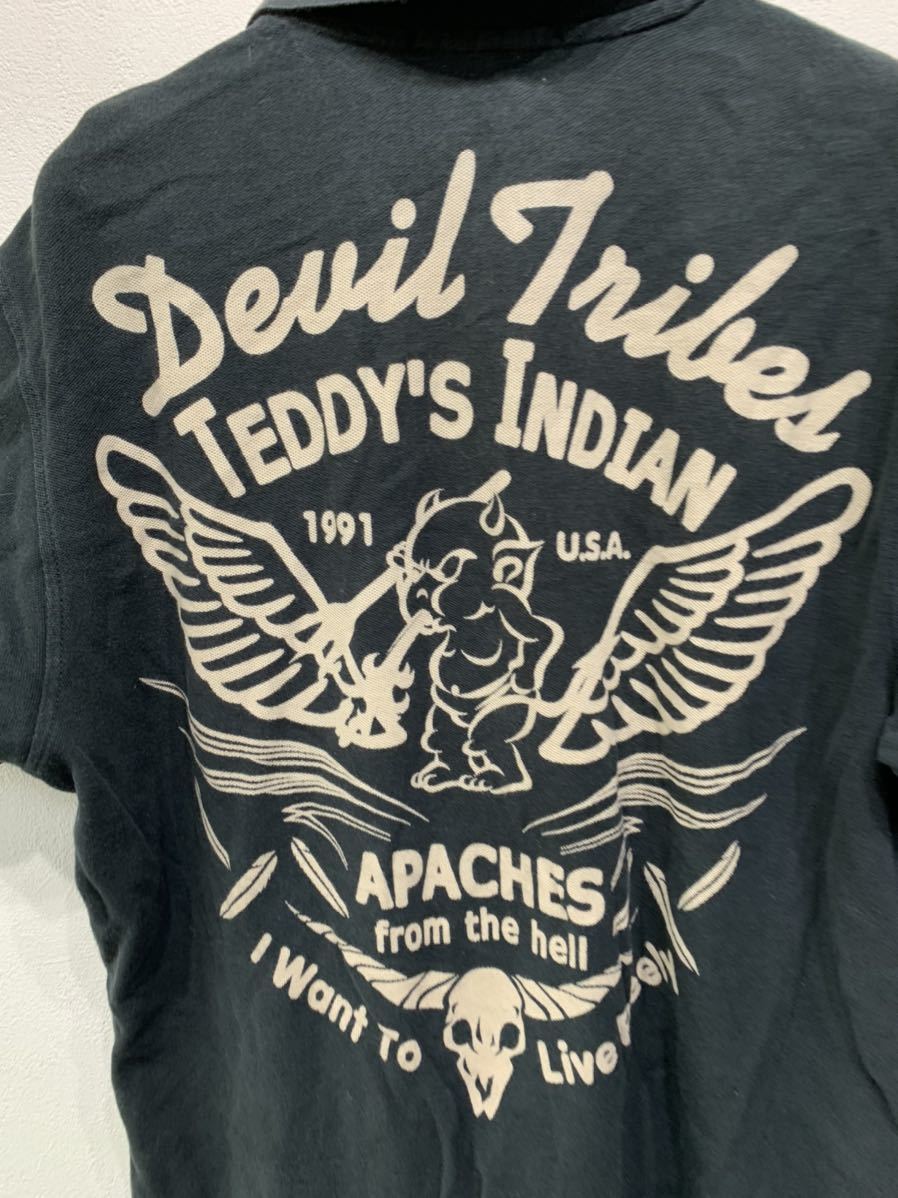 Devil Tribes
TEDDY'S INDIAN
1991
U.S.A.
APACHES
from the hell
I Want To
Live